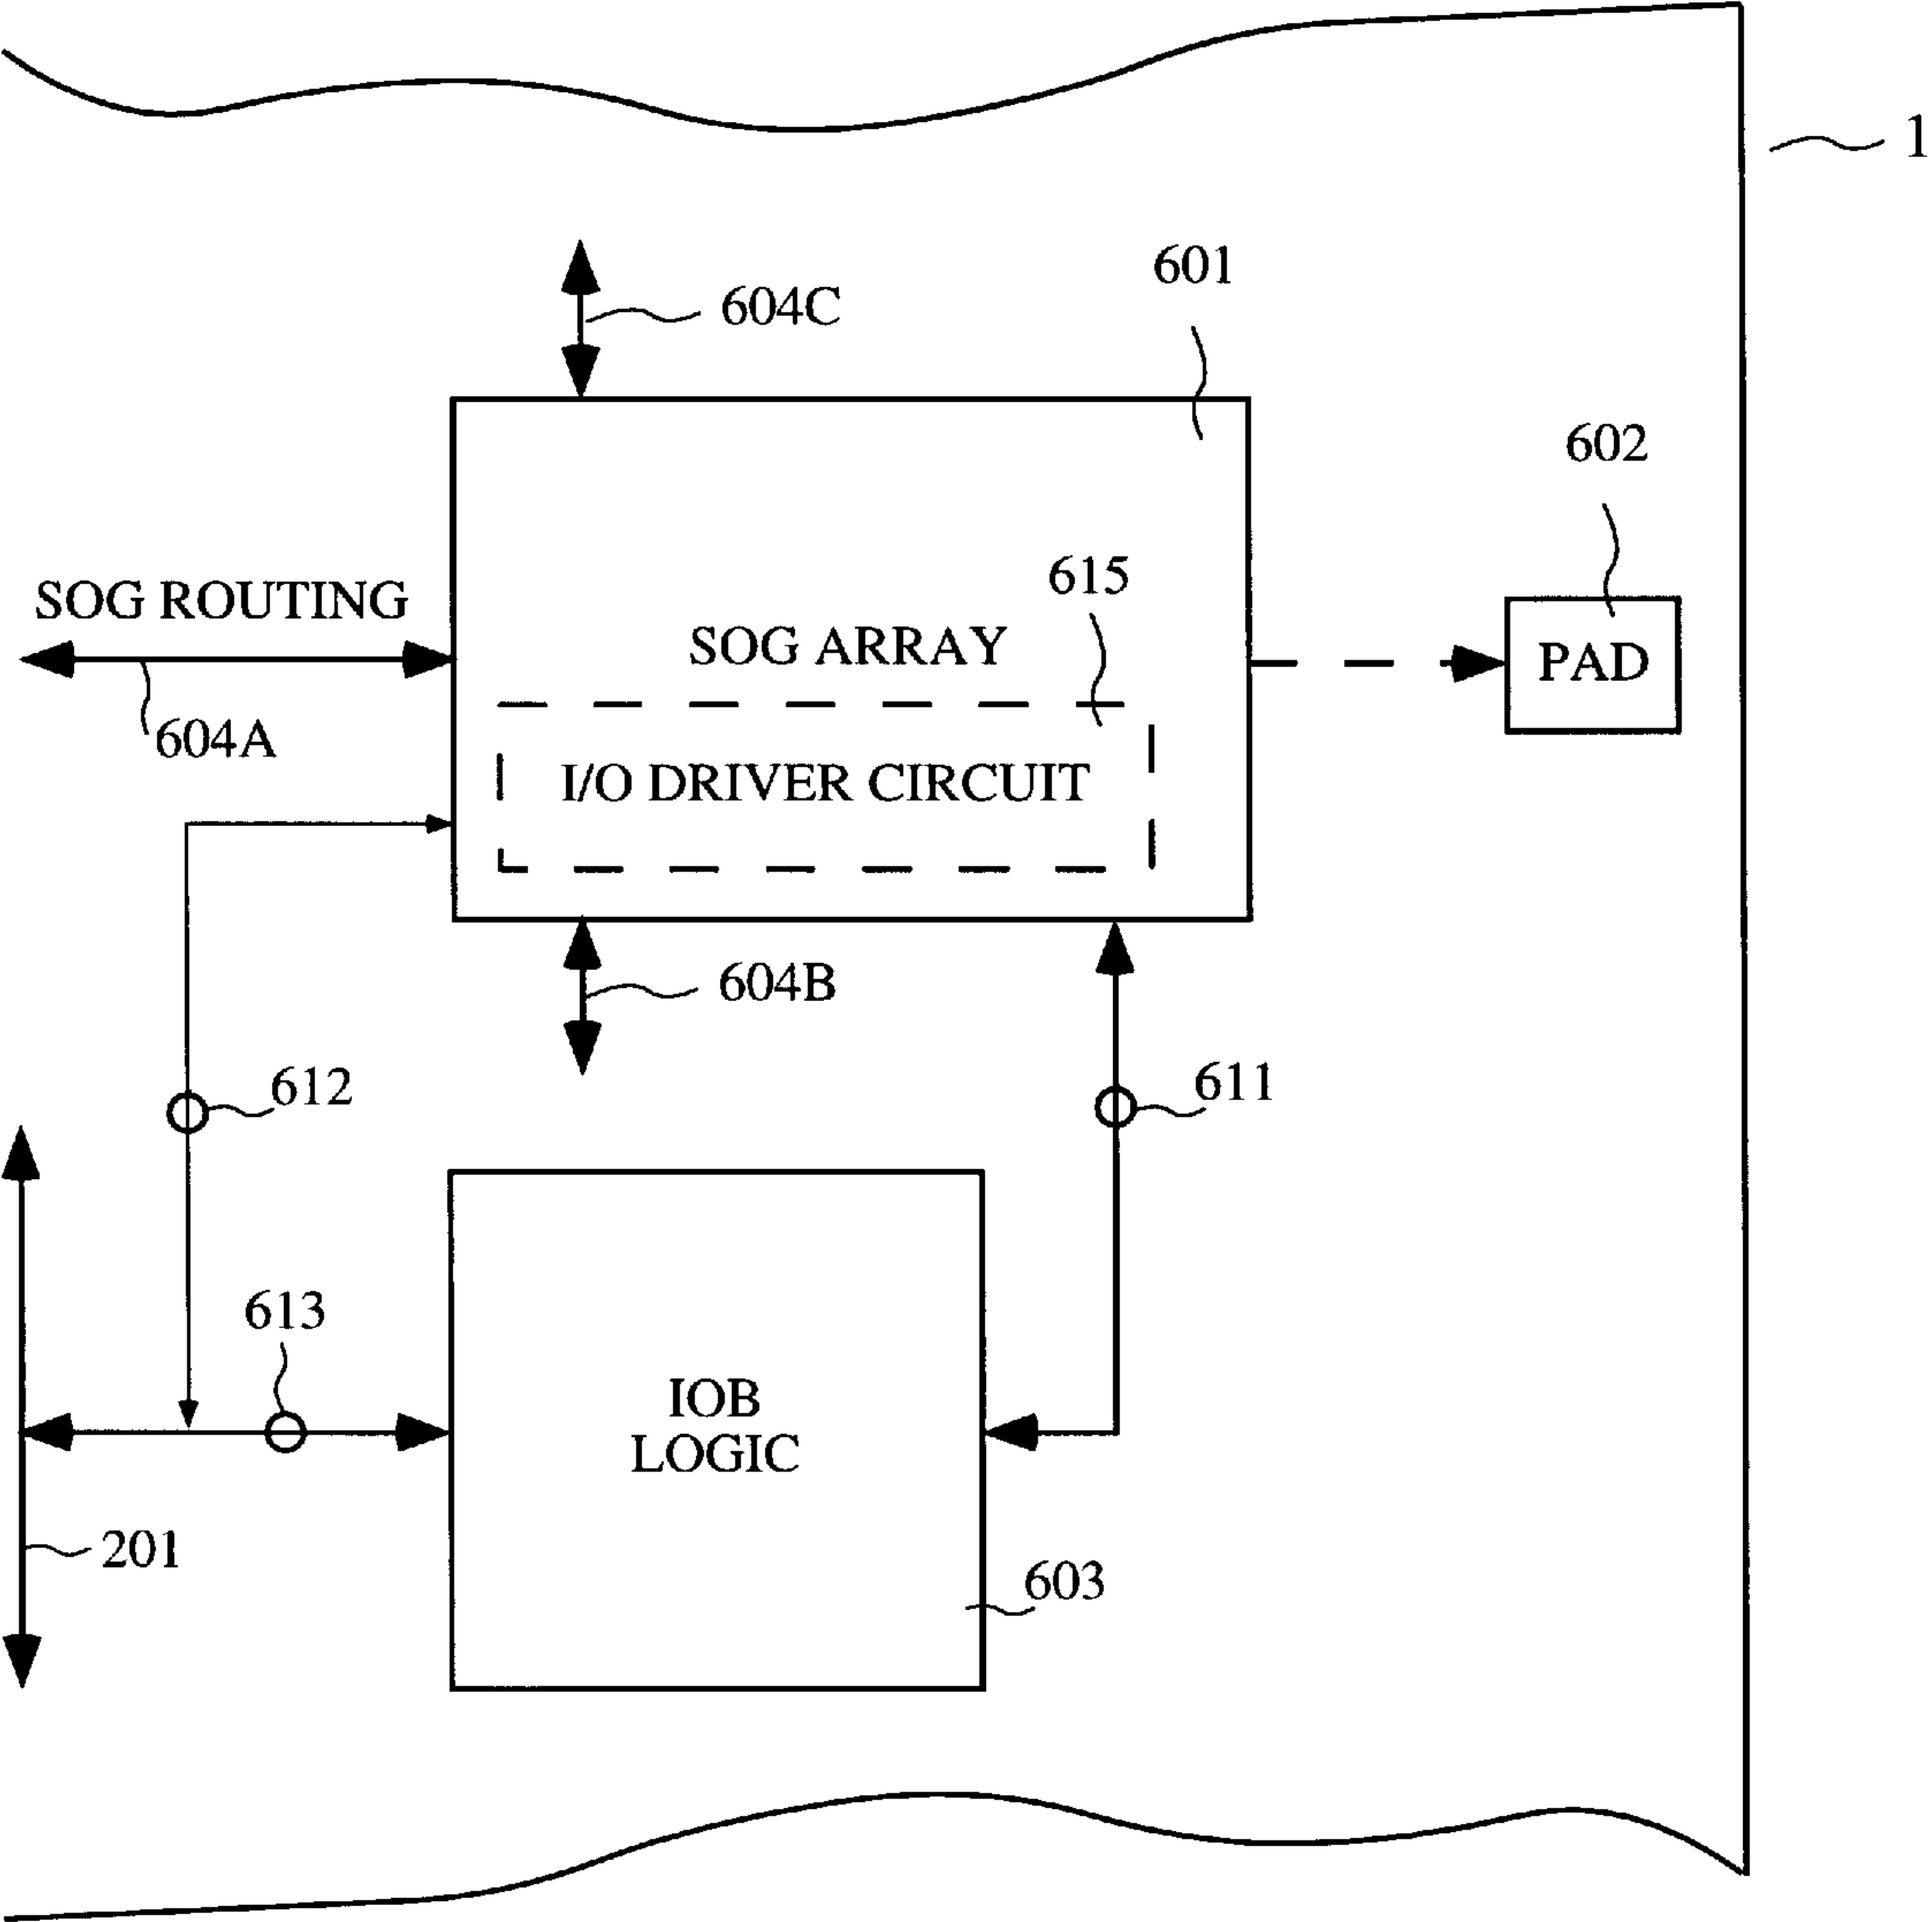 1
601
604C
602
615
SOG ROUTING
SOG ARRAY
PAD
604A
I/O DRIVER CIRCUIT
604B
612
611
613
IOB
LOGIC
201
603